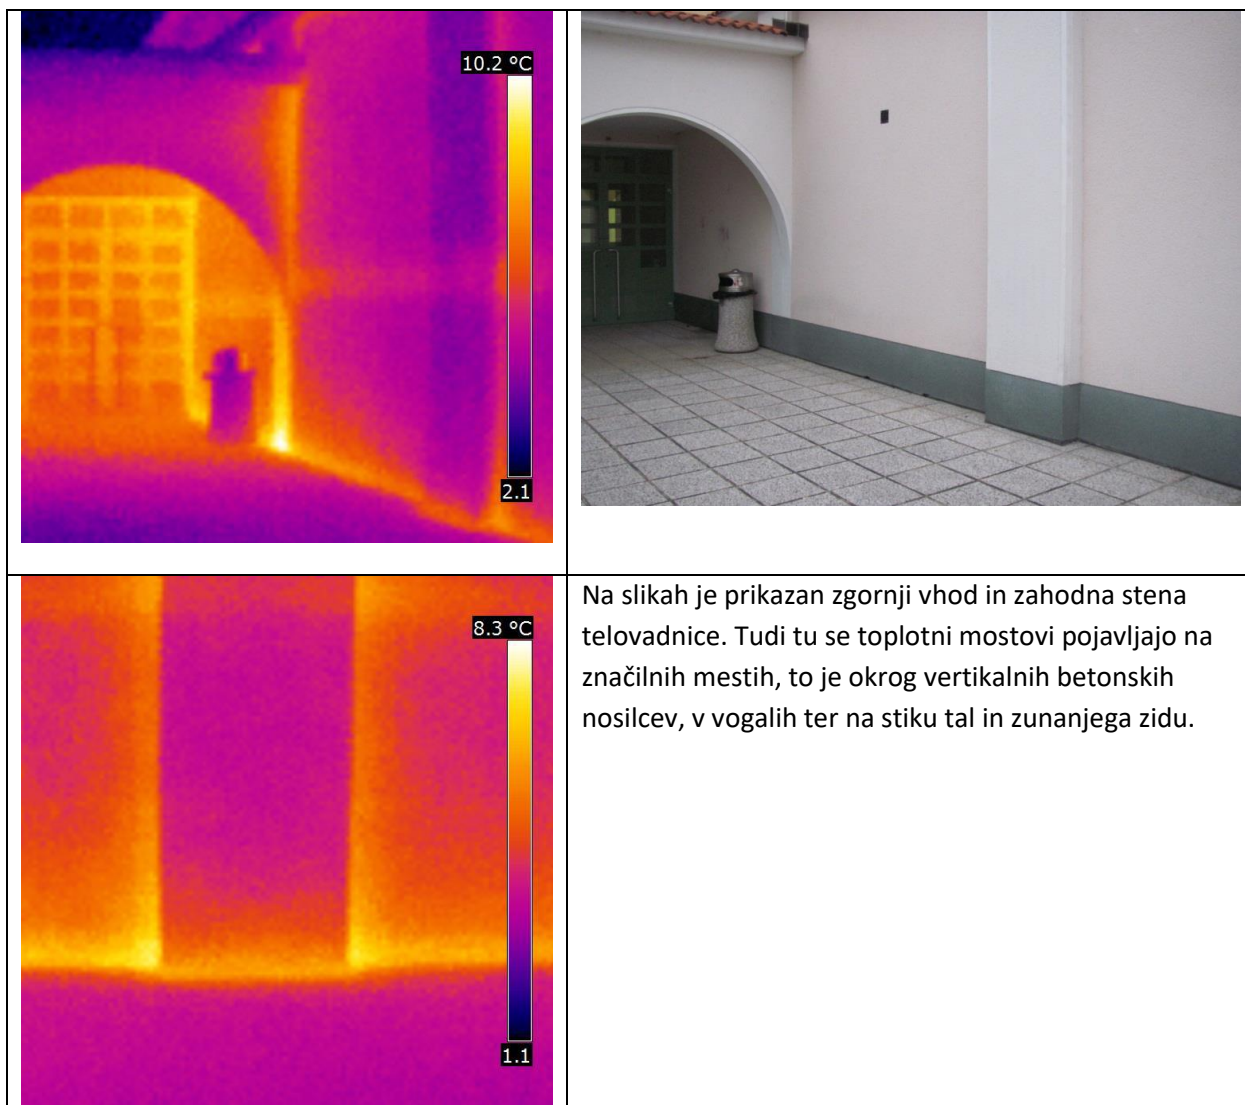 10.2 °C
2.1
8.3 °C
1.1
Na slikah je prikazan zgornji vhod in zahodna stena
telovadnice. Tudi tu se toplotni mostovi pojavljajo na
značilnih mestih, to je okrog vertikalnih betonskih
nosilcev, v vogalih ter na stiku tal in zunanjega zidu.